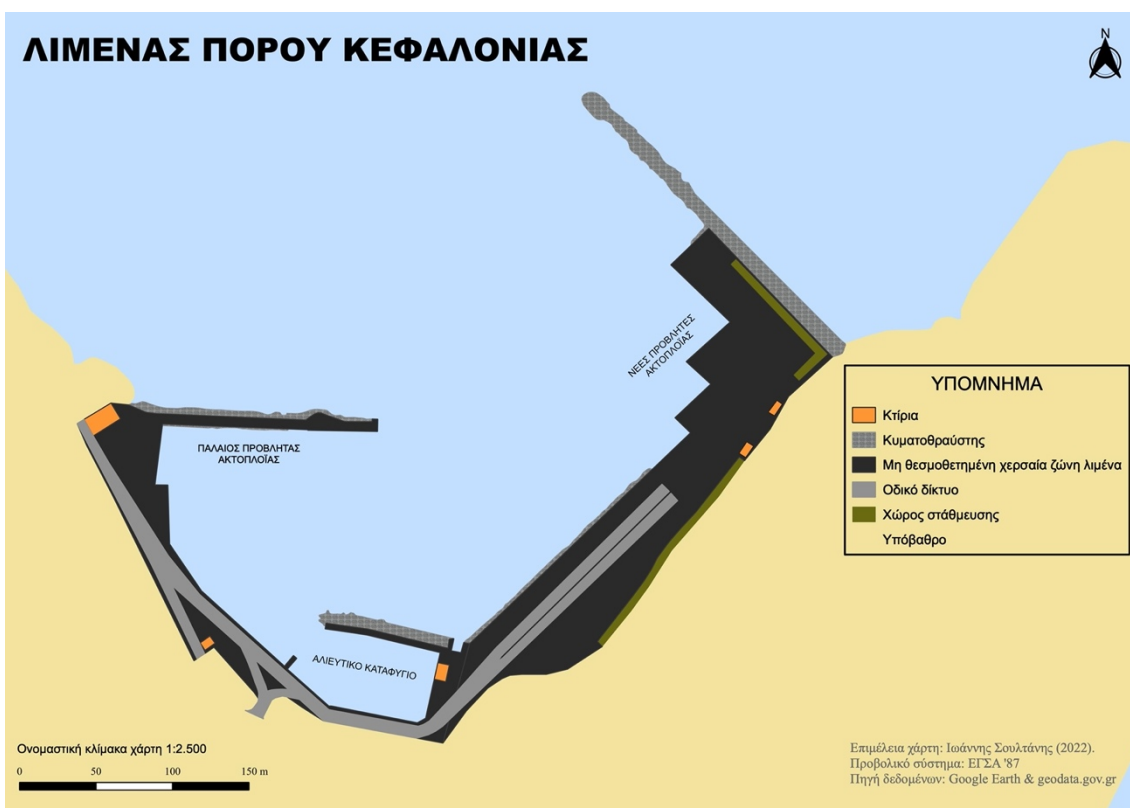 ΛΙΜΕΝΑΣ ΠΟΡΟΥ ΚΕΦΑΛΟΝΙΑΣ
N
ΝΕΕΣ ΠΡΟΒΛΗΤΕΣ
ΑΚΤΟΠΛΟΪΑΣ
ΠΑΛΑΙΟΣ ΠΡΟΒΛΗΤΑΣ
ΑΚΤΟΠΛΟΪΑΣ
ΑΛΙΕΥΤΙΚΟ ΚΑΤΑΦΥΓΙΟ
ΥΠΟΜΝΗΜΑ
Κτίρια
Κυματοθραύστης
Μη θεσμοθετημένη χερσαία ζώνη λιμένα
Οδικό δίκτυο
Χώρος στάθμευσης
Υπόβαθρο
Ονομαστική κλίμακα χάρτη 1:2.500
0 50 100 150 m
Επιμέλεια χάρτη: Ιωάννης Σουλτάνης (2022).
Προβολικό σύστημα: ΕΓΣΑ '87
Πηγή δεδομένων: Google Earth & geodata.gov.gr